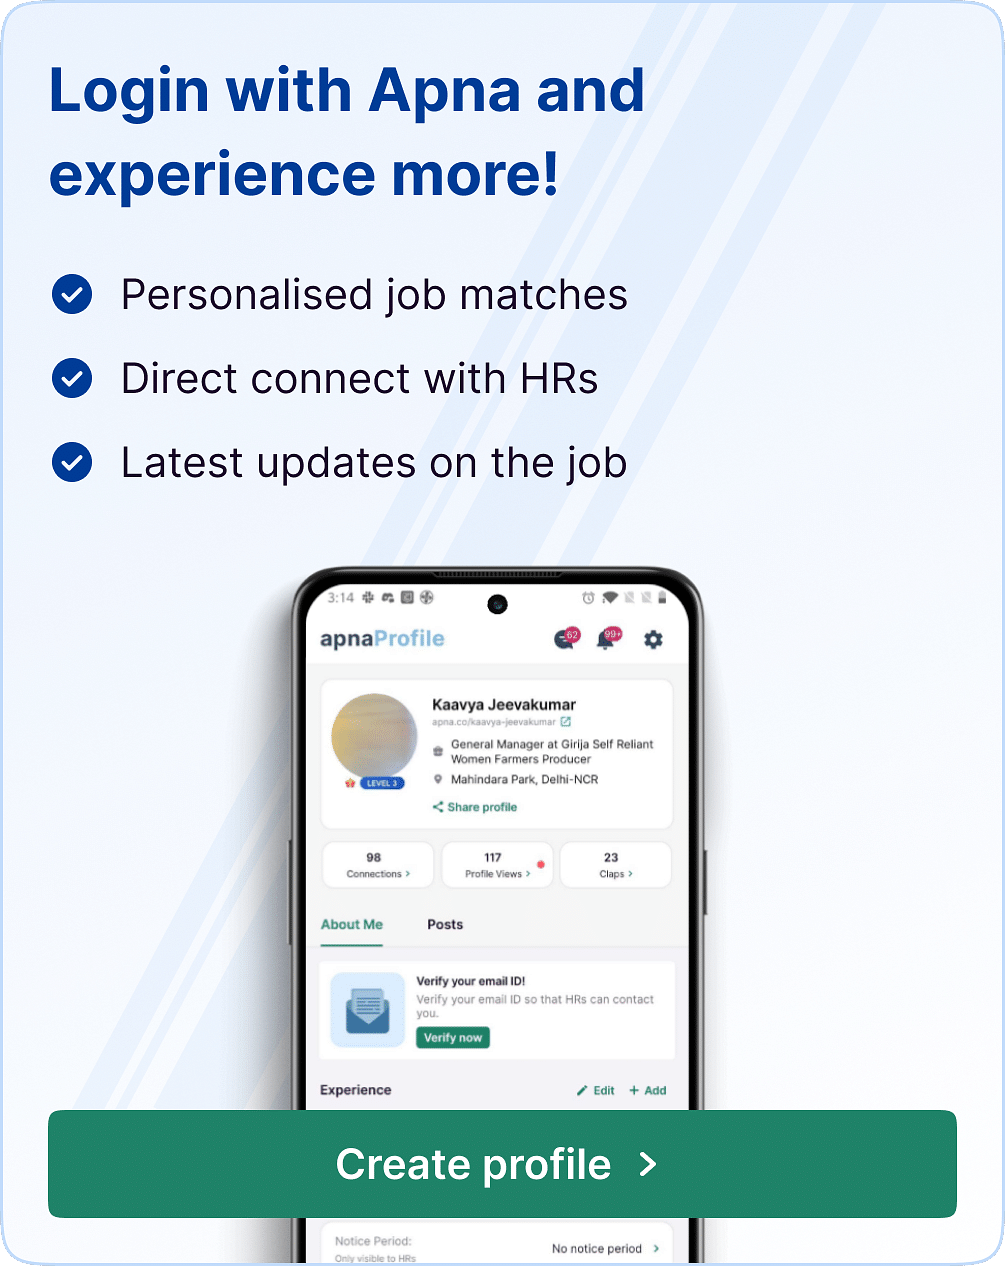 Login with Apna and
experience more!
Personalised job matches
Direct connect with HRs
Latest updates on the job
3:14
apnaProfile
62
99+
Kaavya Jeevakumar
apna.co/kaavya-jeevakumar
General Manager at Girija Self Reliant
Women Farmers Producer
Mahindara Park, Delhi-NCR
LEVEL 3
Share profile
98
Connections >
117
Profile Views >
23
Claps >
About Me
Posts
Verify your email ID!
Verify your email ID so that HRs can contact
you.
Verify now
Experience
Edit
+ Add
Create profile >
Notice Period:
Only visible to HRs
No notice period >